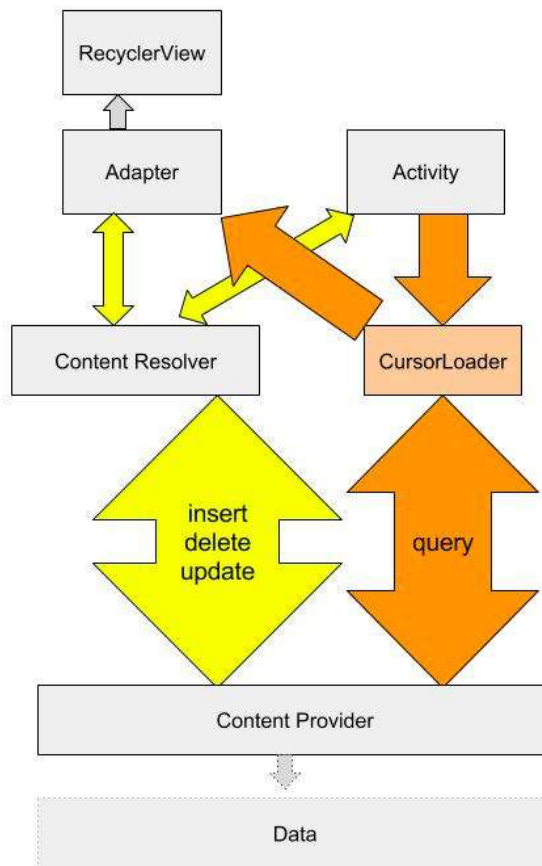 RecyclerView
Adapter
Activity
Content Resolver
CursorLoader
insert
delete
update
query
Content Provider
Data